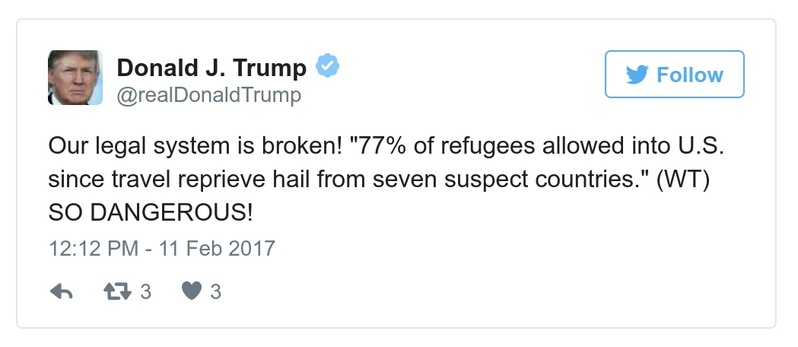 Donald J. Trump
@realDonaldTrump
Follow
Our legal system is broken! "77% of refugees allowed into U.S.
since travel reprieve hail from seven suspect countries." (WT)
SO DANGEROUS!
12:12 PM - 11 Feb 2017
3 3